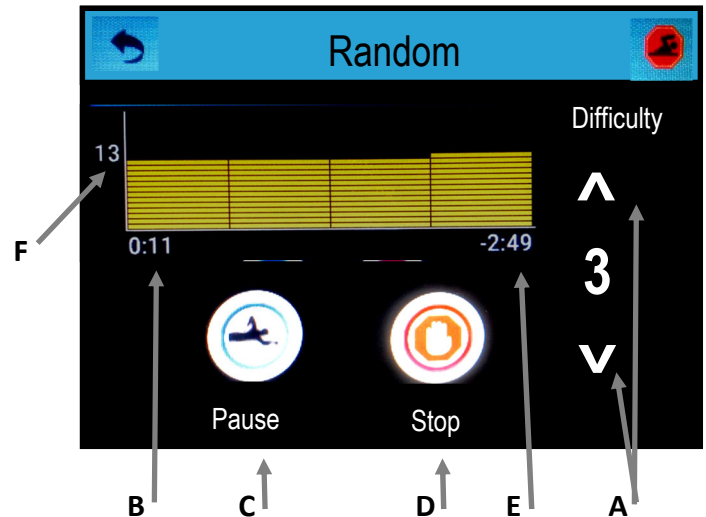 Random
Difficulty
13
F
0:11
-2:49
3
Pause
Stop
B
C
D
E
A